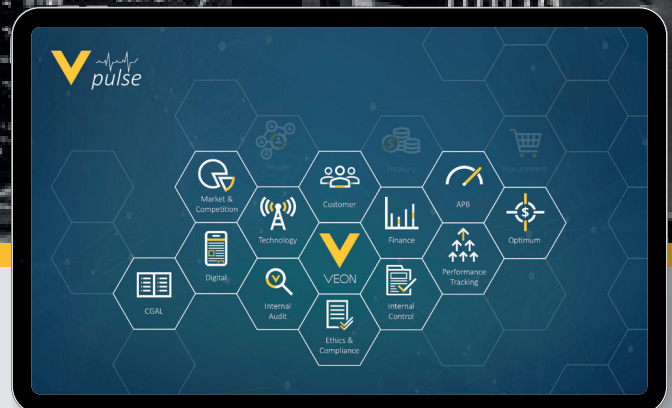 V pulse
People
Treasury
Procurement
Market &
Competition
Customer
APB
Technology
Finance
Optimum
Digital
VEON
Performance
Tracking
CGAL
Internal
Audit
Internal
Control
Ethics &
Compliance